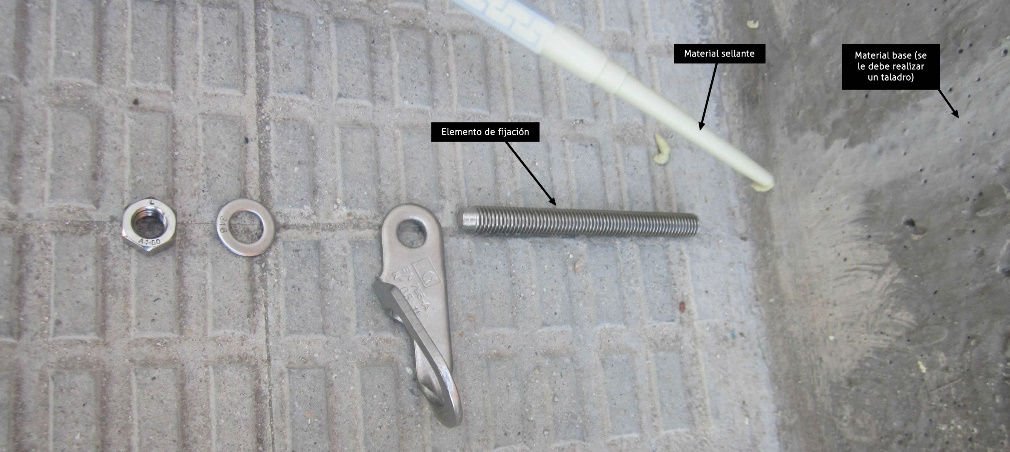 Material sellante
Material base (se
le debe realizar
un taladro)
Elemento de fijación